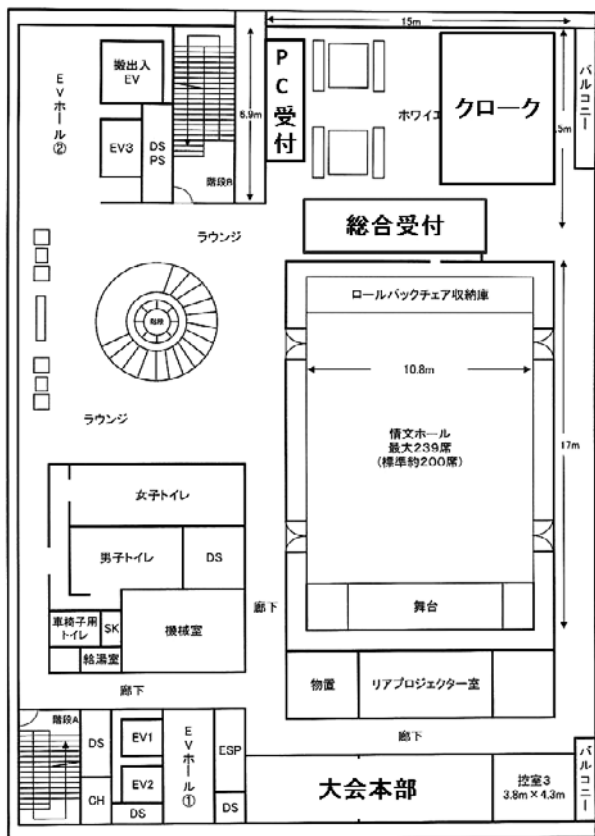 15m
EVホール②
搬出入
EV
EV3
DS
PS
階段B
6.9m
PC受付
ホワイエ
クローク
.5m
バルコニー
総合受付
ラウンジ
階段
ラウンジ
ロールバックチェア収納庫
10.8m
17m
情文ホール
最大239席
(標準約200席)
舞台
女子トイレ
男子トイレ
DS
車椅子用
トイレ
SK
機械室
給湯室
廊下
廊下
物置
リアプロジェクター室
廊下
階段A
DS
CH
EV1
EV2
DS
EVホール①
ESP
DS
大会本部
控室3
3.8m×4.3m
バルコニー